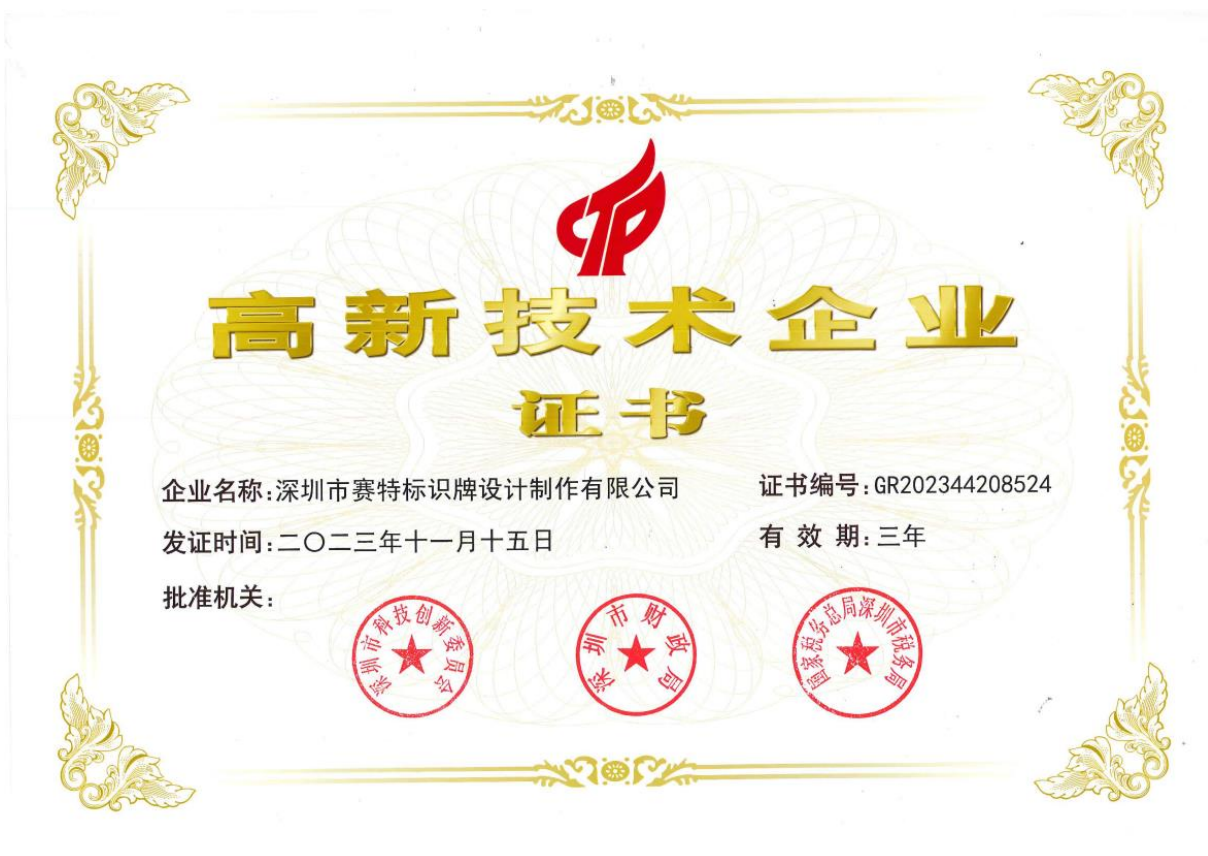 高新技术企业
证书
企业名称:深圳市赛特标识牌设计制作有限公司
证书编号:GR202344208524
发证时间:二〇二三年十一月十五日
有 效 期:三年
批准机关:
深圳市科技创新委员会
深圳市财政局
国家税务总局深圳市税务局